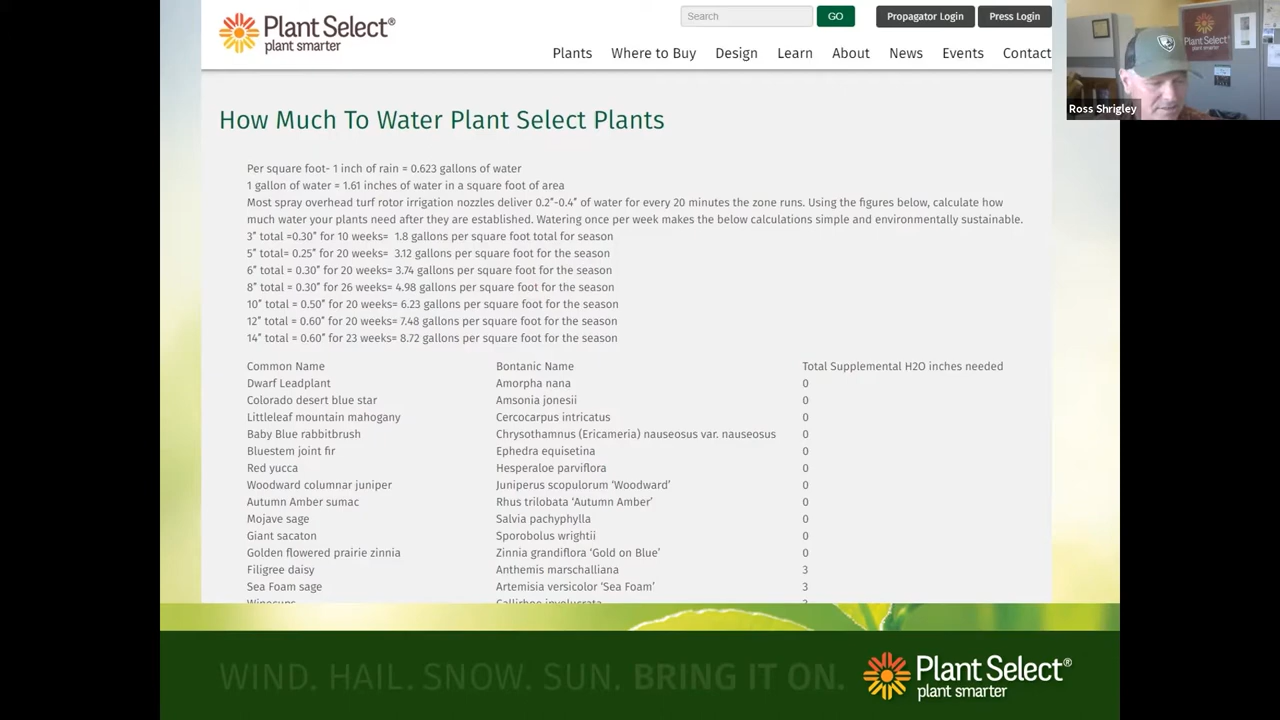 Plant Select®
plant smarter
Search
GO
Propagator Login
Press Login
Plants
Where to Buy
Design
Learn
About
News
Events
Contact
Plant Select
plant smarter
Ross Shrigley
How Much To Water Plant Select Plants
Per square foot- 1 inch of rain = 0.623 gallons of water
1 gallon of water = 1.61 inches of water in a square foot of area
Most spray overhead turf rotor irrigation nozzles deliver 0.2”-0.4” of water for every 20 minutes the zone runs. Using the figures below, calculate how
much water your plants need after they are established. Watering once per week makes the below calculations simple and environmentally sustainable.
3” total =0.30” for 10 weeks= 1.8 gallons per square foot total for season
5” total= 0.25” for 20 weeks= 3.12 gallons per square foot for the season
6” total = 0.30” for 20 weeks= 3.74 gallons per square foot for the season
8” total = 0.30” for 26 weeks= 4.98 gallons per square foot for the season
10” total = 0.50” for 20 weeks= 6.23 gallons per square foot for the season
12” total = 0.60” for 20 weeks= 7.48 gallons per square foot for the season
14” total = 0.60” for 23 weeks= 8.72 gallons per square foot for the season
Common Name Bontanic Name Total Supplemental H2O inches needed
Dwarf Leadplant Amorpha nana 0
Colorado desert blue star Amsonia jonesii 0
Littleleaf mountain mahogany Cercocarpus intricatus 0
Baby Blue rabbitbrush Chrysothamnus (Ericameria) nauseosus var. nauseosus 0
Bluestem joint fir Ephedra equisetina 0
Red yucca Hesperaloe parviflora 0
Woodward columnar juniper Juniperus scopulorum ‘Woodward’ 0
Autumn Amber sumac Rhus trilobata ‘Autumn Amber’ 0
Mojave sage Salvia pachyphylla 0
Giant sacaton Sporobolus wrightii 0
Golden flowered prairie zinnia Zinnia grandiflora ‘Gold on Blue’ 0
Filigree daisy Anthemis marschalliana 3
Sea Foam sage Artemisia versicolor ‘Sea Foam’ 3
Winecups Callirhoe involucrata 3
WIND. HAIL. SNOW. SUN. BRING IT ON.
Plant Select®
plant smarter